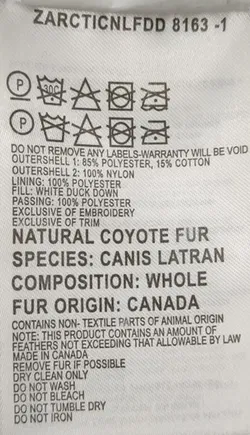 ZARCTICNLFDD 8163 -1
P 30C
P
DO NOT REMOVE ANY LABELS-WARRANTY WILL BE VOID
OUTERSHELL 1: 85% POLYESTER, 15% COTTON
OUTERSHELL 2: 100% NYLON
LINING: 100% POLYESTER
FILL: WHITE DUCK DOWN
PASSING: 100% POLYESTER
EXCLUSIVE OF EMBROIDERY
EXCLUSIVE OF TRIM
NATURAL COYOTE FUR
SPECIES: CANIS LATRAN
COMPOSITION: WHOLE
FUR ORIGIN: CANADA
CONTAINS NON- TEXTILE PARTS OF ANIMAL ORIGIN
NOTE: THIS PRODUCT CONTAINS AN AMOUNT OF
FEATHERS NOT EXCEEDING THAT ALLOWABLE BY LAW
MADE IN CANADA
REMOVE FUR IF POSSIBLE
DRY CLEAN ONLY
DO NOT WASH
DO NOT BLEACH
DO NOT TUMBLE DRY
DO NOT IRON